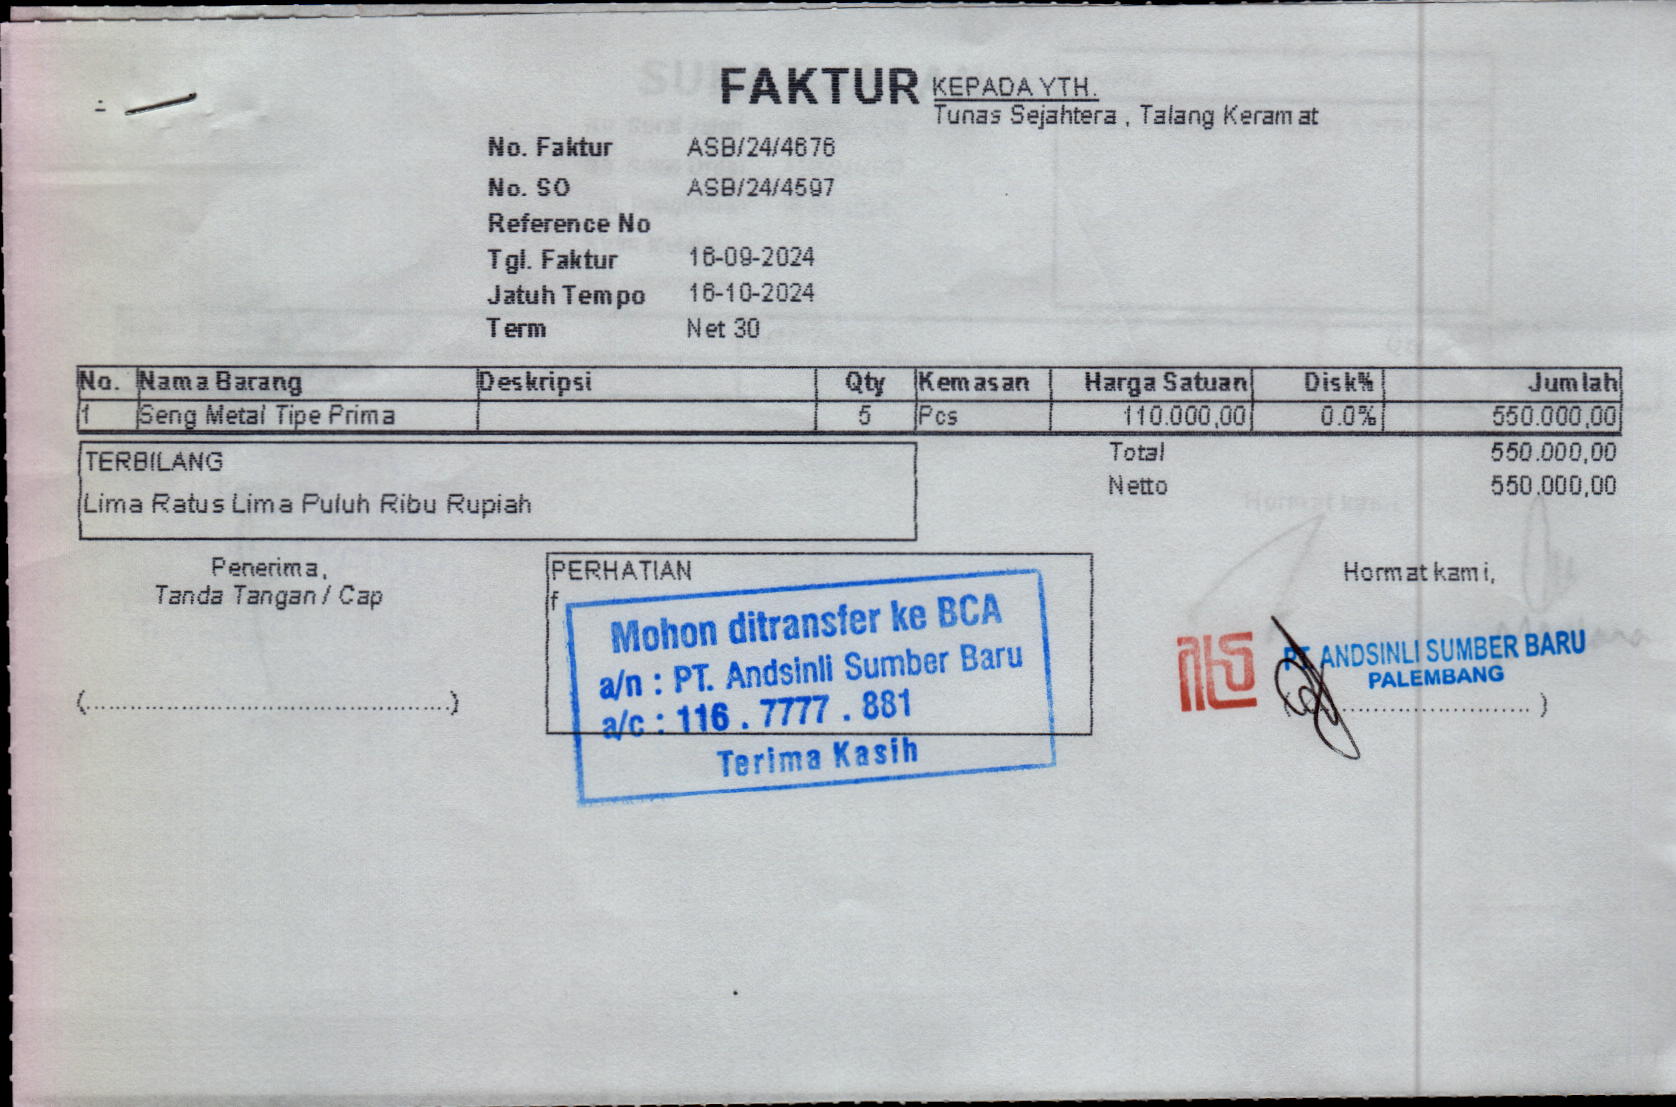 FAKTUR
KEPADA YTH.
Tunas Sejahtera , Talang Keramat
No. Faktur ASB/24/4676
No. SO ASB/24/4597
Reference No
Tgl. Faktur 16-09-2024
Jatuh Tempo 16-10-2024
Term Net 30
No. Nama Barang Deskripsi Qty Kemasan Harga Satuan Disk% Jumlah
1 Seng Metal Tipe Prima 5 Pcs 110.000,00 0.0% 550.000,00
Total 550.000,00
Netto 550.000,00
TERBILANG
Lima Ratus Lima Puluh Ribu Rupiah
Penerima,
Tanda Tangan / Cap
(..............................................)
PERHATIAN
f
Mohon ditransfer ke BCA
a/n : PT. Andsinli Sumber Baru
a/c : 116 . 7777 . 881
Terima Kasih
Hormat kami,
PT. ANDSINLI SUMBER BARU
PALEMBANG
(..............................)